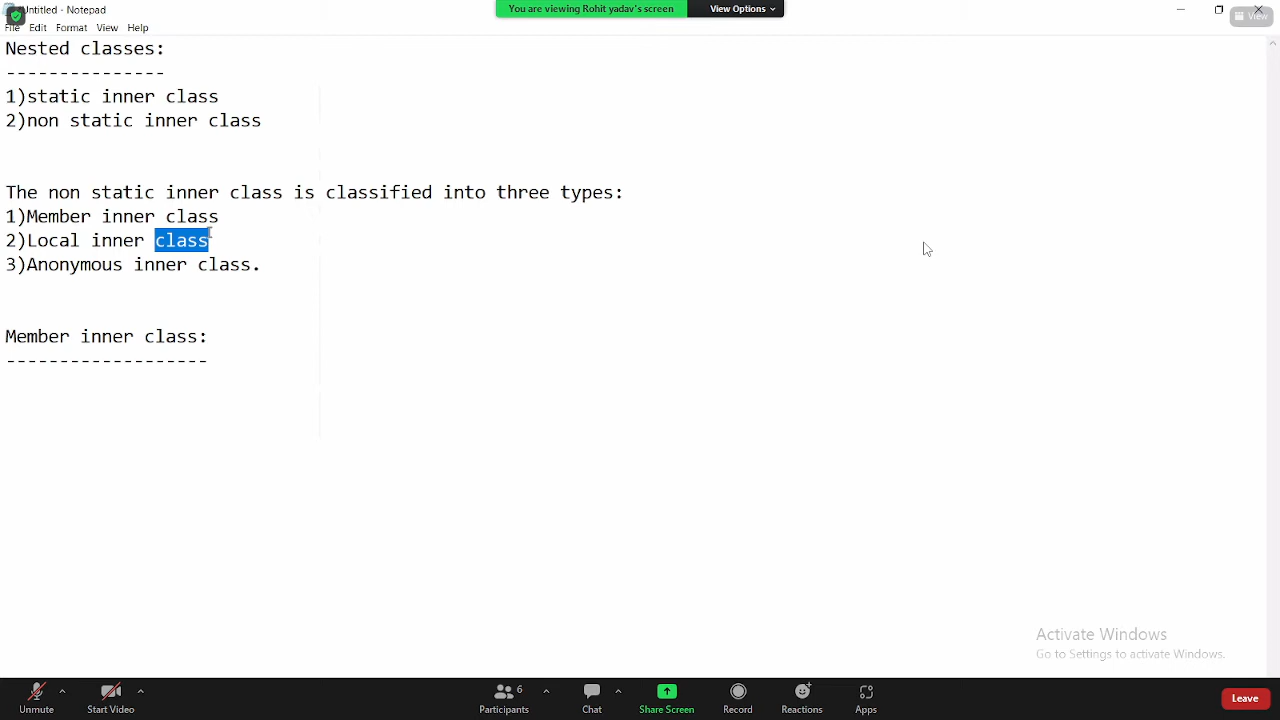 Untitled - Notepad
You are viewing Rohit yadav's screen
View Options
View
File Edit Format View Help
Nested classes:
---------------
1)static inner class
2)non static inner class
The non static inner class is classified into three types:
1)Member inner class
2)Local inner class
3)Anonymous inner class.
Member inner class:
-------------------
Activate Windows
Go to Settings to activate Windows.
Unmute
Start Video
6
Participants
Chat
Share Screen
Record
Reactions
Apps
Leave